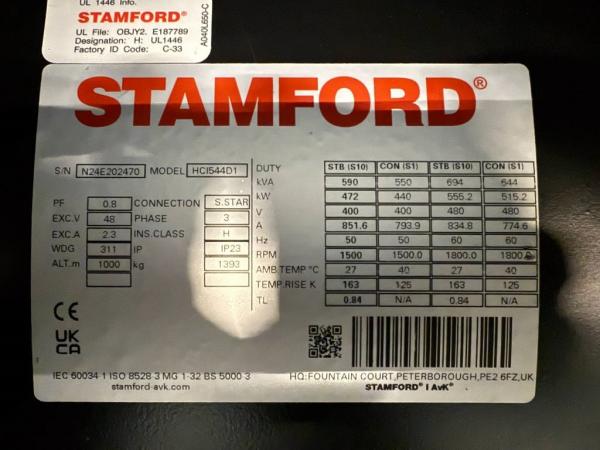 UL 1446 Info.
STAMFORD®
UL File: OBJY2. E187789
Designation: H: UL1446
Factory ID Code: C-33
A040L650-C
STAMFORD®
S/N N24E202470 MODEL HCI544D1
PF 0.8 CONNECTION S.STAR
EXC.V 48 PHASE 3
EXC.A 2.3 INS.CLASS H
WDG 311 IP IP23
ALT.m 1000 kg 1393
DUTY STB (S10) CON (S1) STB (S10) CON (S1)
kVA 590 550 694 644
kW 472 440 555.2 515.2
V 400 400 480 480
A 851.6 793.9 834.8 774.6
Hz 50 50 60 60
RPM 1500 1500.0 1800.0 1800.0
AMB.TEMP °C 27 40 27 40
TEMP.RISE K 163 125 163 125
TL 0.84 N/A 0.84 N/A
CE
UK
CA
IEC 60034 1 ISO 8528 3 MG 1-32 BS 5000 3
stamford-avk.com
HQ:FOUNTAIN COURT,PETERBOROUGH,PE2 6FZ,UK
STAMFORD® | AvK®